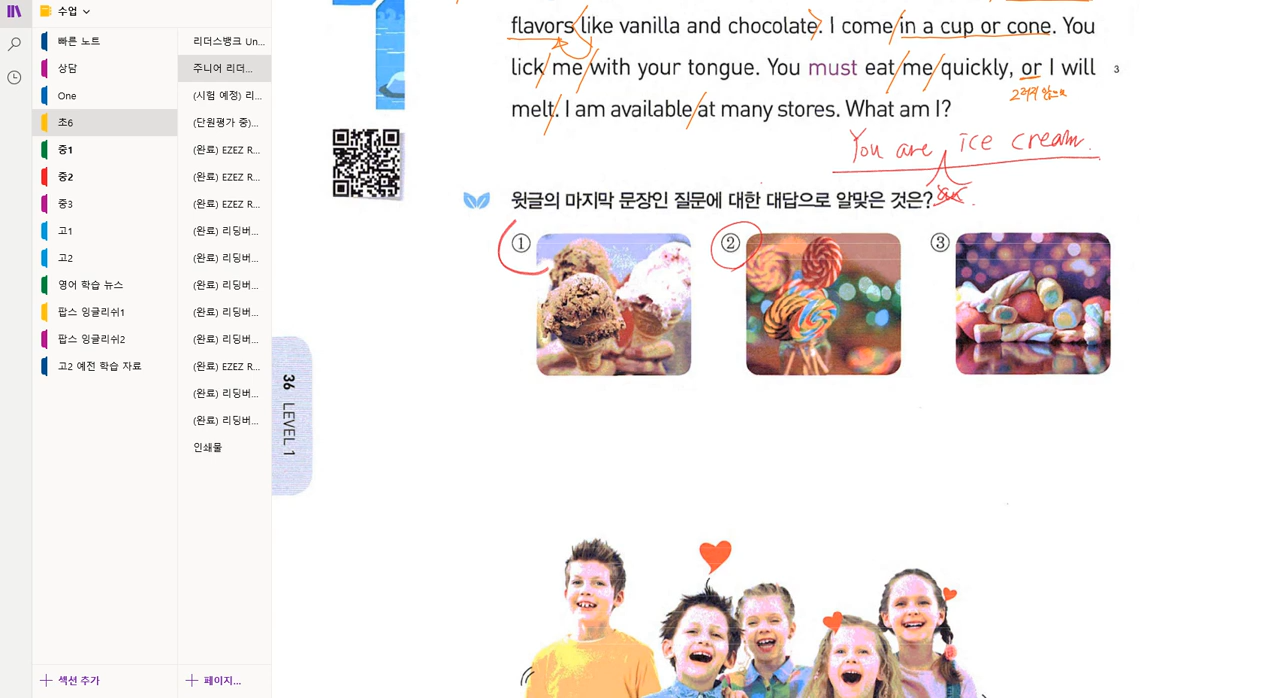 수업
빠른 노트
상담
One
초6
중1
중2
중3
고1
고2
영어 학습 뉴스
팝스 잉글리쉬1
팝스 잉글리쉬2
고2 예전 학습 자료
섹션 추가
리더스뱅크 Un...
주니어 리더...
(시험 예정) 리...
(단원평가 중)...
(완료) EZEZ R...
(완료) EZEZ R...
(완료) EZEZ R...
(완료) 리딩버...
(완료) 리딩버...
(완료) 리딩버...
(완료) 리딩버...
(완료) 리딩버...
(완료) EZEZ R...
(완료) 리딩버...
(완료) 리딩버...
인쇄물
페이지...
flavors like vanilla and chocolate. I come in a cup or cone. You
lick me with your tongue. You must eat me quickly, or I will 3
그러지 않으면
melt. I am available at many stores. What am I?
You are ice cream.
an
윗글의 마지막 문장인 질문에 대한 대답으로 알맞은 것은?
① ② ③
36 LEVEL 1